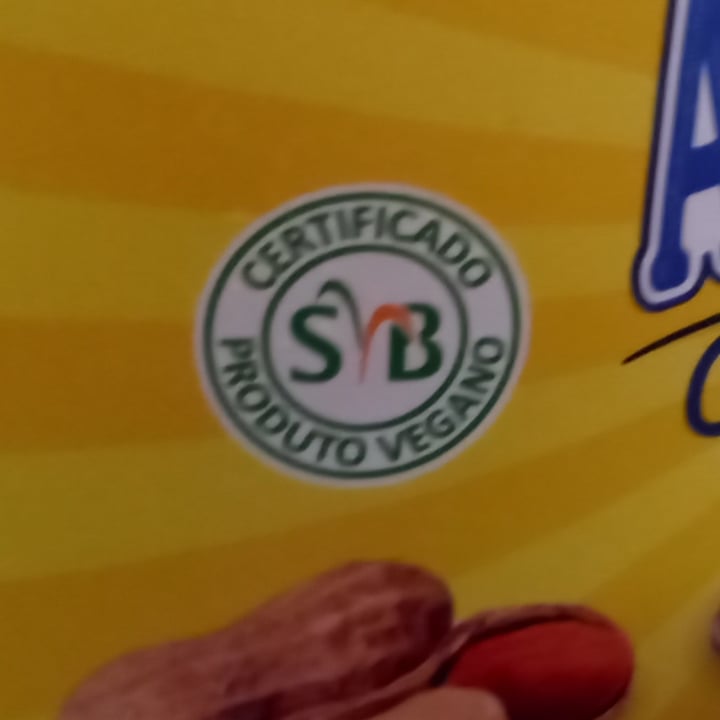 CERTIFICADO
SVB
PRODUTO VEGANO
A